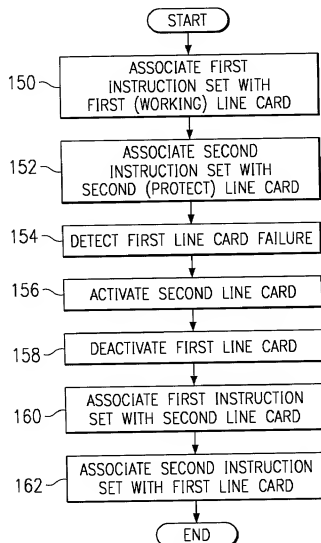 START
150
ASSOCIATE FIRST
INSTRUCTION SET WITH
FIRST (WORKING) LINE CARD
152
ASSOCIATE SECOND
INSTRUCTION SET WITH
SECOND (PROTECT) LINE CARD
154
DETECT FIRST LINE CARD FAILURE
156
ACTIVATE SECOND LINE CARD
158
DEACTIVATE FIRST LINE CARD
160
ASSOCIATE FIRST INSTRUCTION
SET WITH SECOND LINE CARD
162
ASSOCIATE SECOND INSTRUCTION
SET WITH FIRST LINE CARD
END